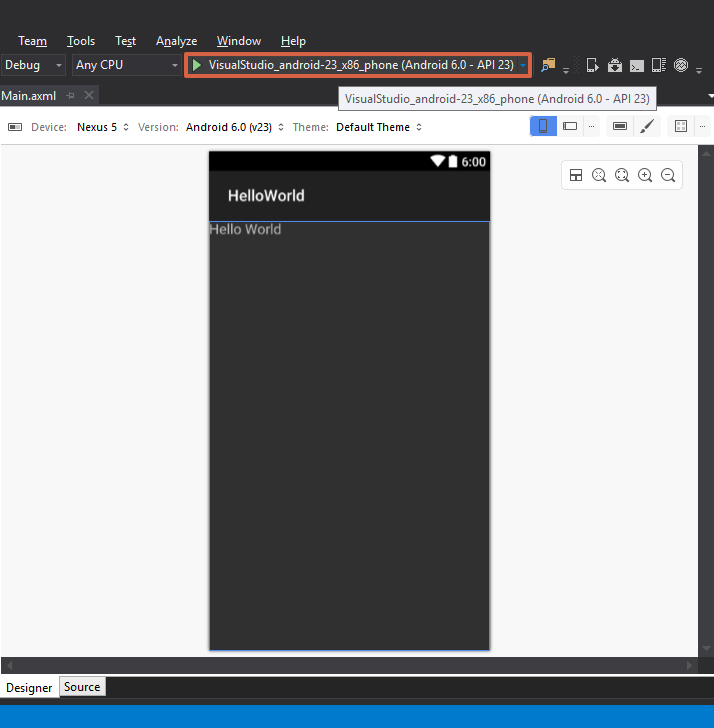 Team Tools Test Analyze Window Help
Debug Any CPU VisualStudio_android-23_x86_phone (Android 6.0 - API 23)
Main.axml VisualStudio_android-23_x86_phone (Android 6.0 - API 23)
Device: Nexus 5 Version: Android 6.0 (v23) Theme: Default Theme
6:00
HelloWorld
Hello World
Designer Source